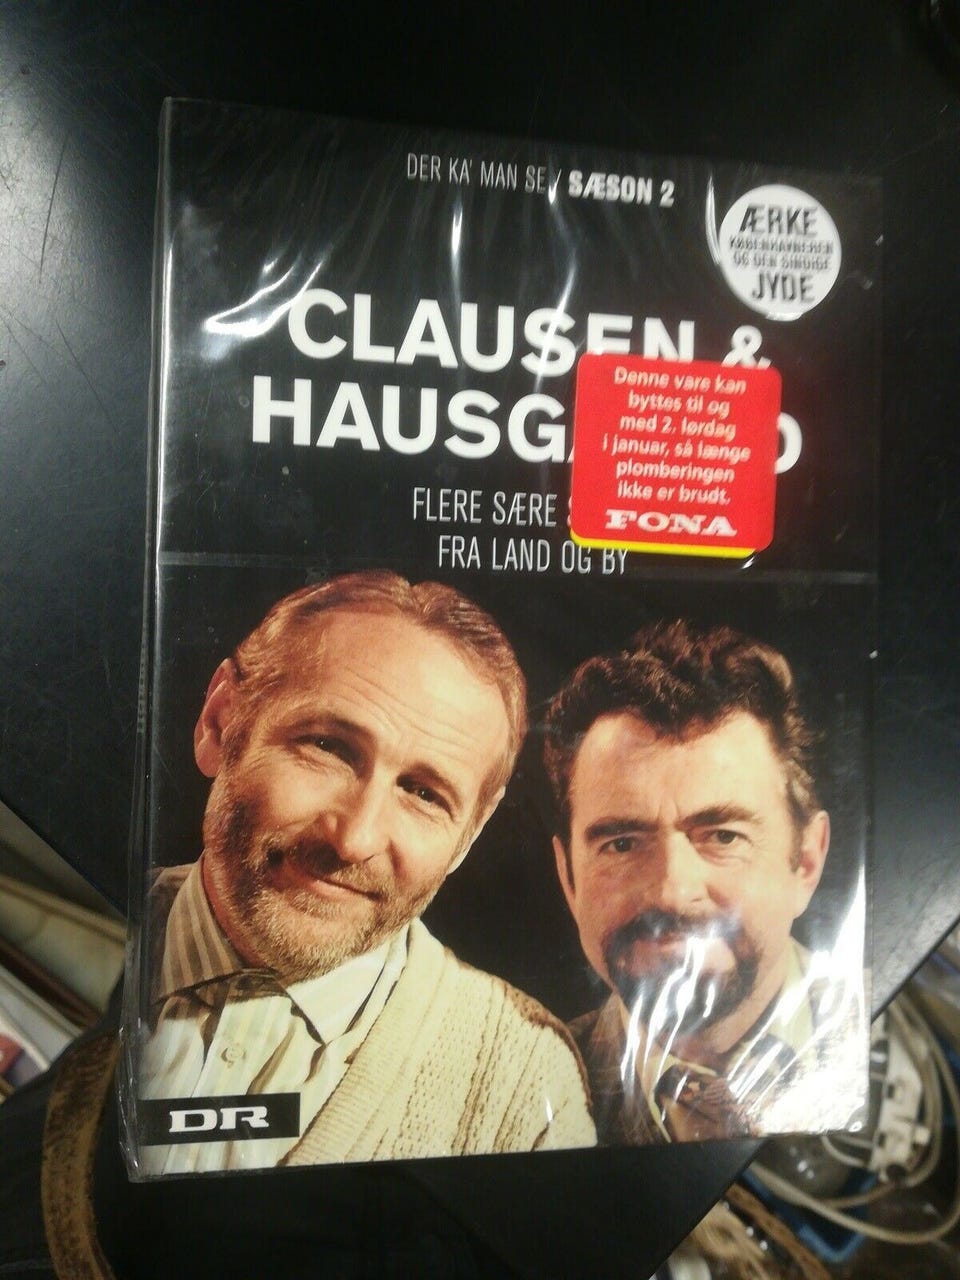 DER KA' MAN SE / SÆSON 2
ÆRKE
KØBENHAVNEREN
OG DEN SINDIGE
JYDE
CLAUSEN &
HAUSGAARD
Denne vare kan
byttes til og
med 2. lørdag
i januar, så længe
plomberingen
ikke er brudt.
FONA
FLERE SÆRE
FRA LAND OG BY
DR